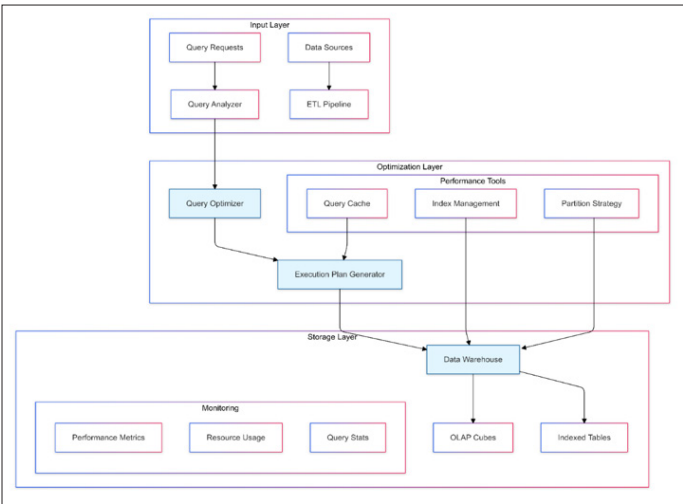 Input Layer
Query Requests
Data Sources
Query Analyzer
ETL Pipeline
Optimization Layer
Performance Tools
Query Optimizer
Query Cache
Index Management
Partition Strategy
Execution Plan Generator
Storage Layer
Data Warehouse
Monitoring
Performance Metrics
Resource Usage
Query Stats
OLAP Cubes
Indexed Tables